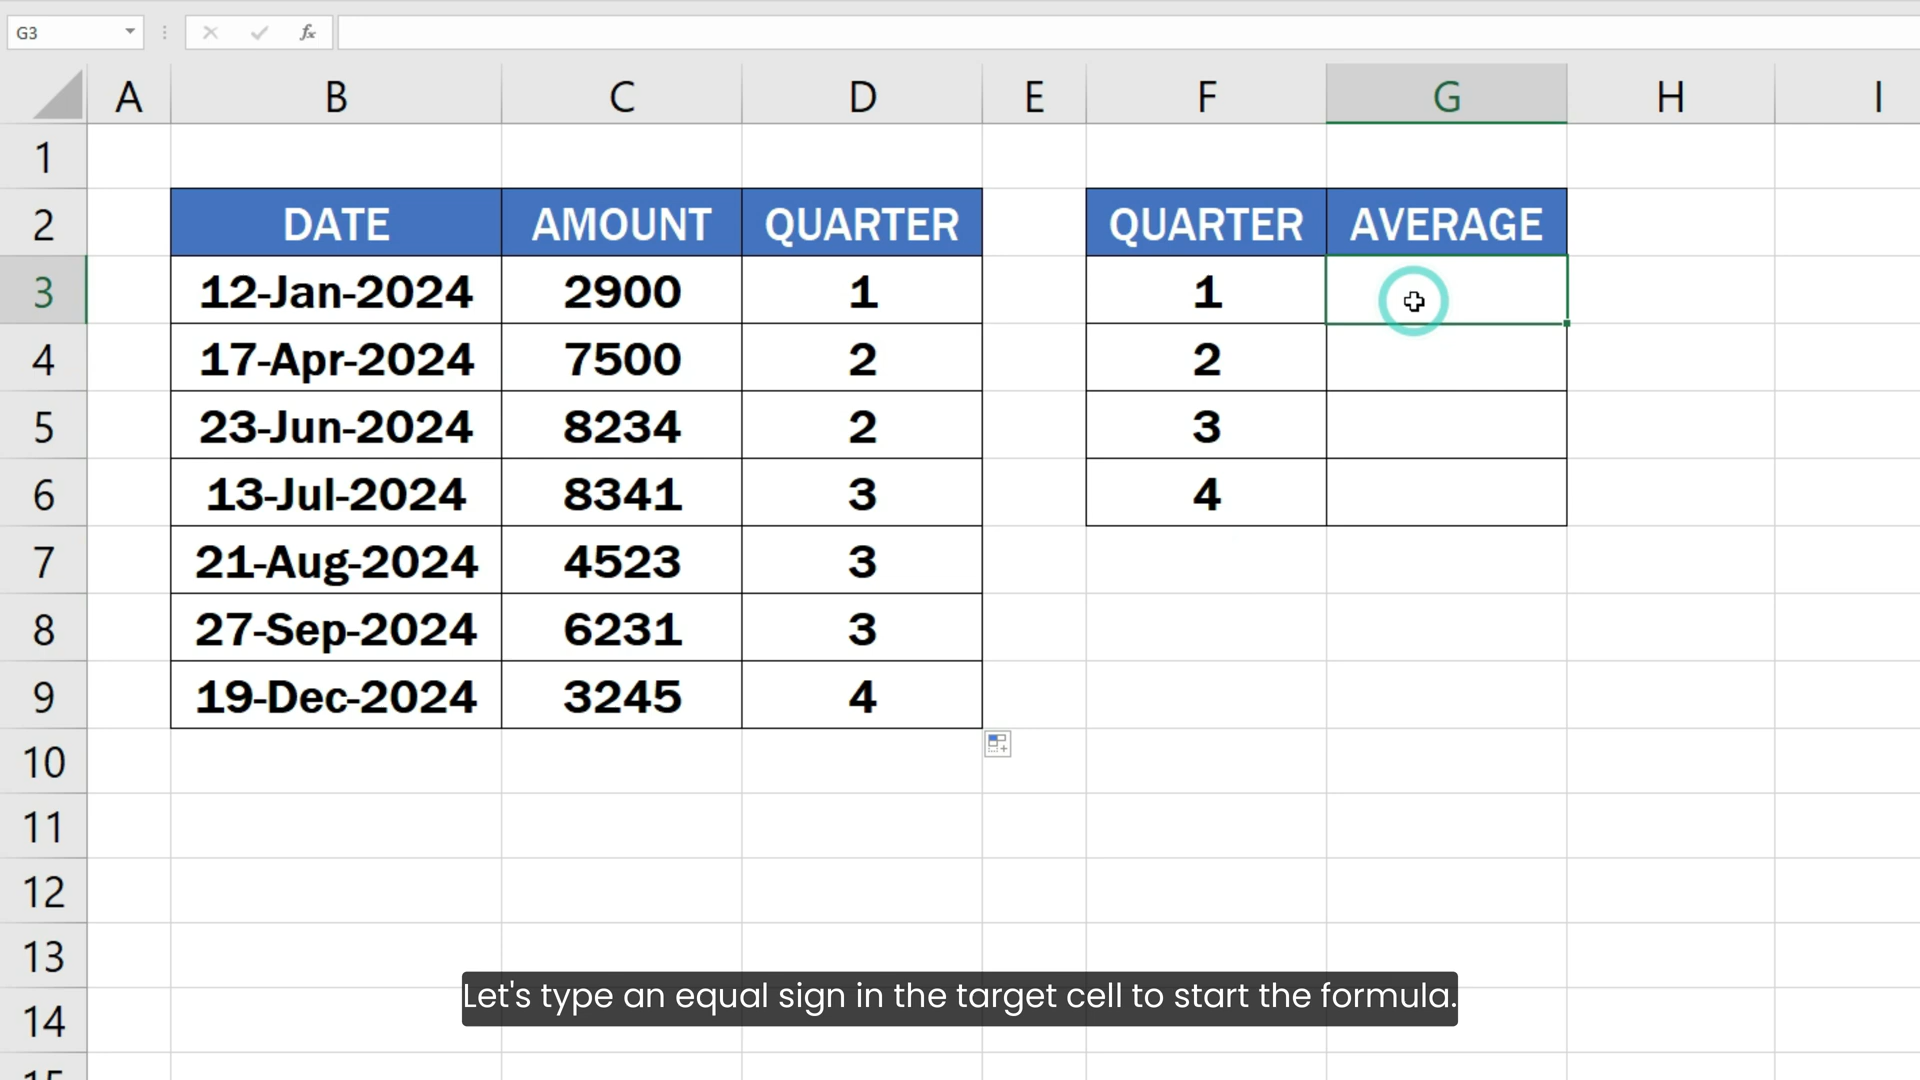 G3 fx
A B C D E F G H I
1
2 DATE AMOUNT QUARTER QUARTER AVERAGE
3 12-Jan-2024 2900 1 1
4 17-Apr-2024 7500 2 2
5 23-Jun-2024 8234 2 3
6 13-Jul-2024 8341 3 4
7 21-Aug-2024 4523 3
8 27-Sep-2024 6231 3
9 19-Dec-2024 3245 4
10
11
12
13
Let's type an equal sign in the target cell to start the formula.
14
15